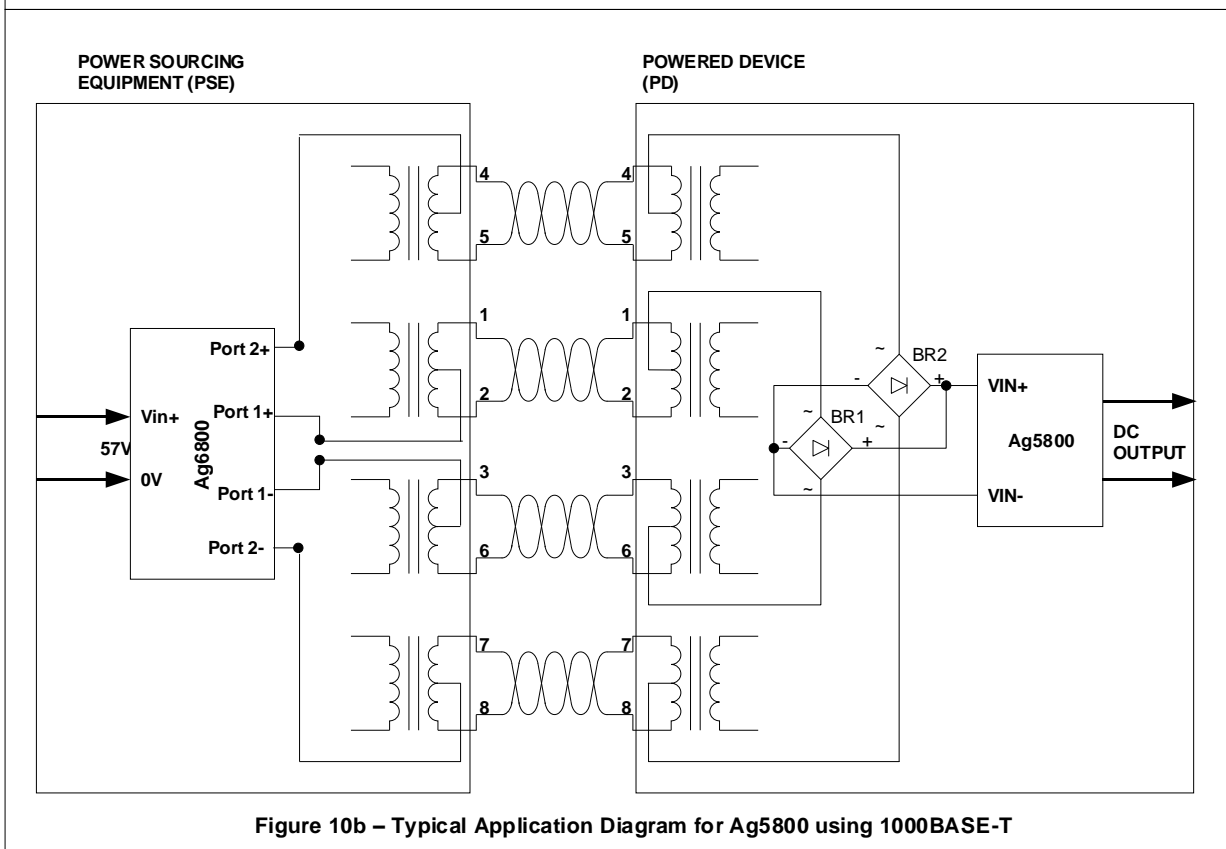 POWER SOURCING
EQUIPMENT (PSE)
POWERED DEVICE
(PD)
4
4
5
5
1
1
2
2
3
3
6
6
7
7
8
8
Port 2+
Vin+
Port 1+
57V
Ag6800
0V
Port 1-
Port 2-
~
BR2
-
+
~
~
BR1
-
+
~
VIN+
Ag5800
VIN-
DC
OUTPUT
Figure 10b – Typical Application Diagram for Ag5800 using 1000BASE-T